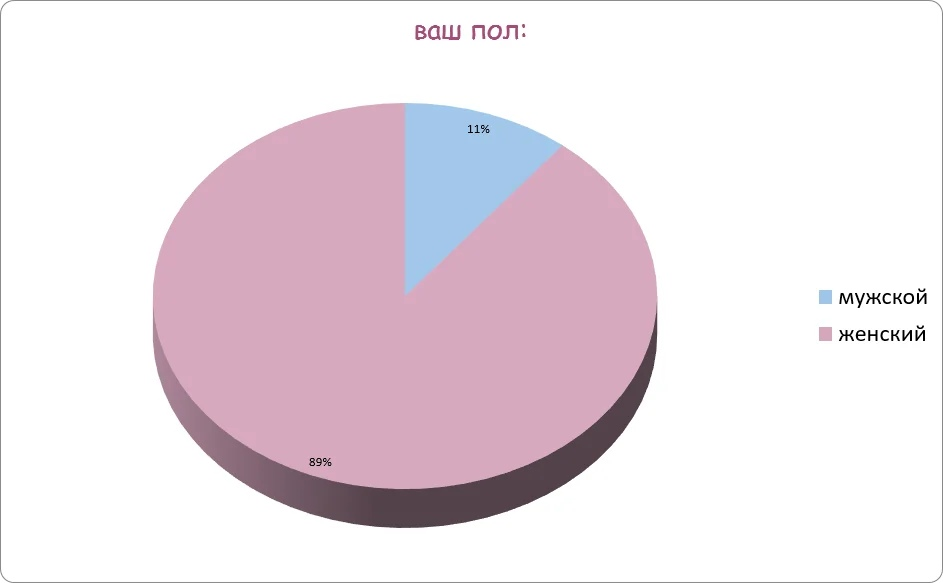 ваш пол:
11%
мужской
женский
89%